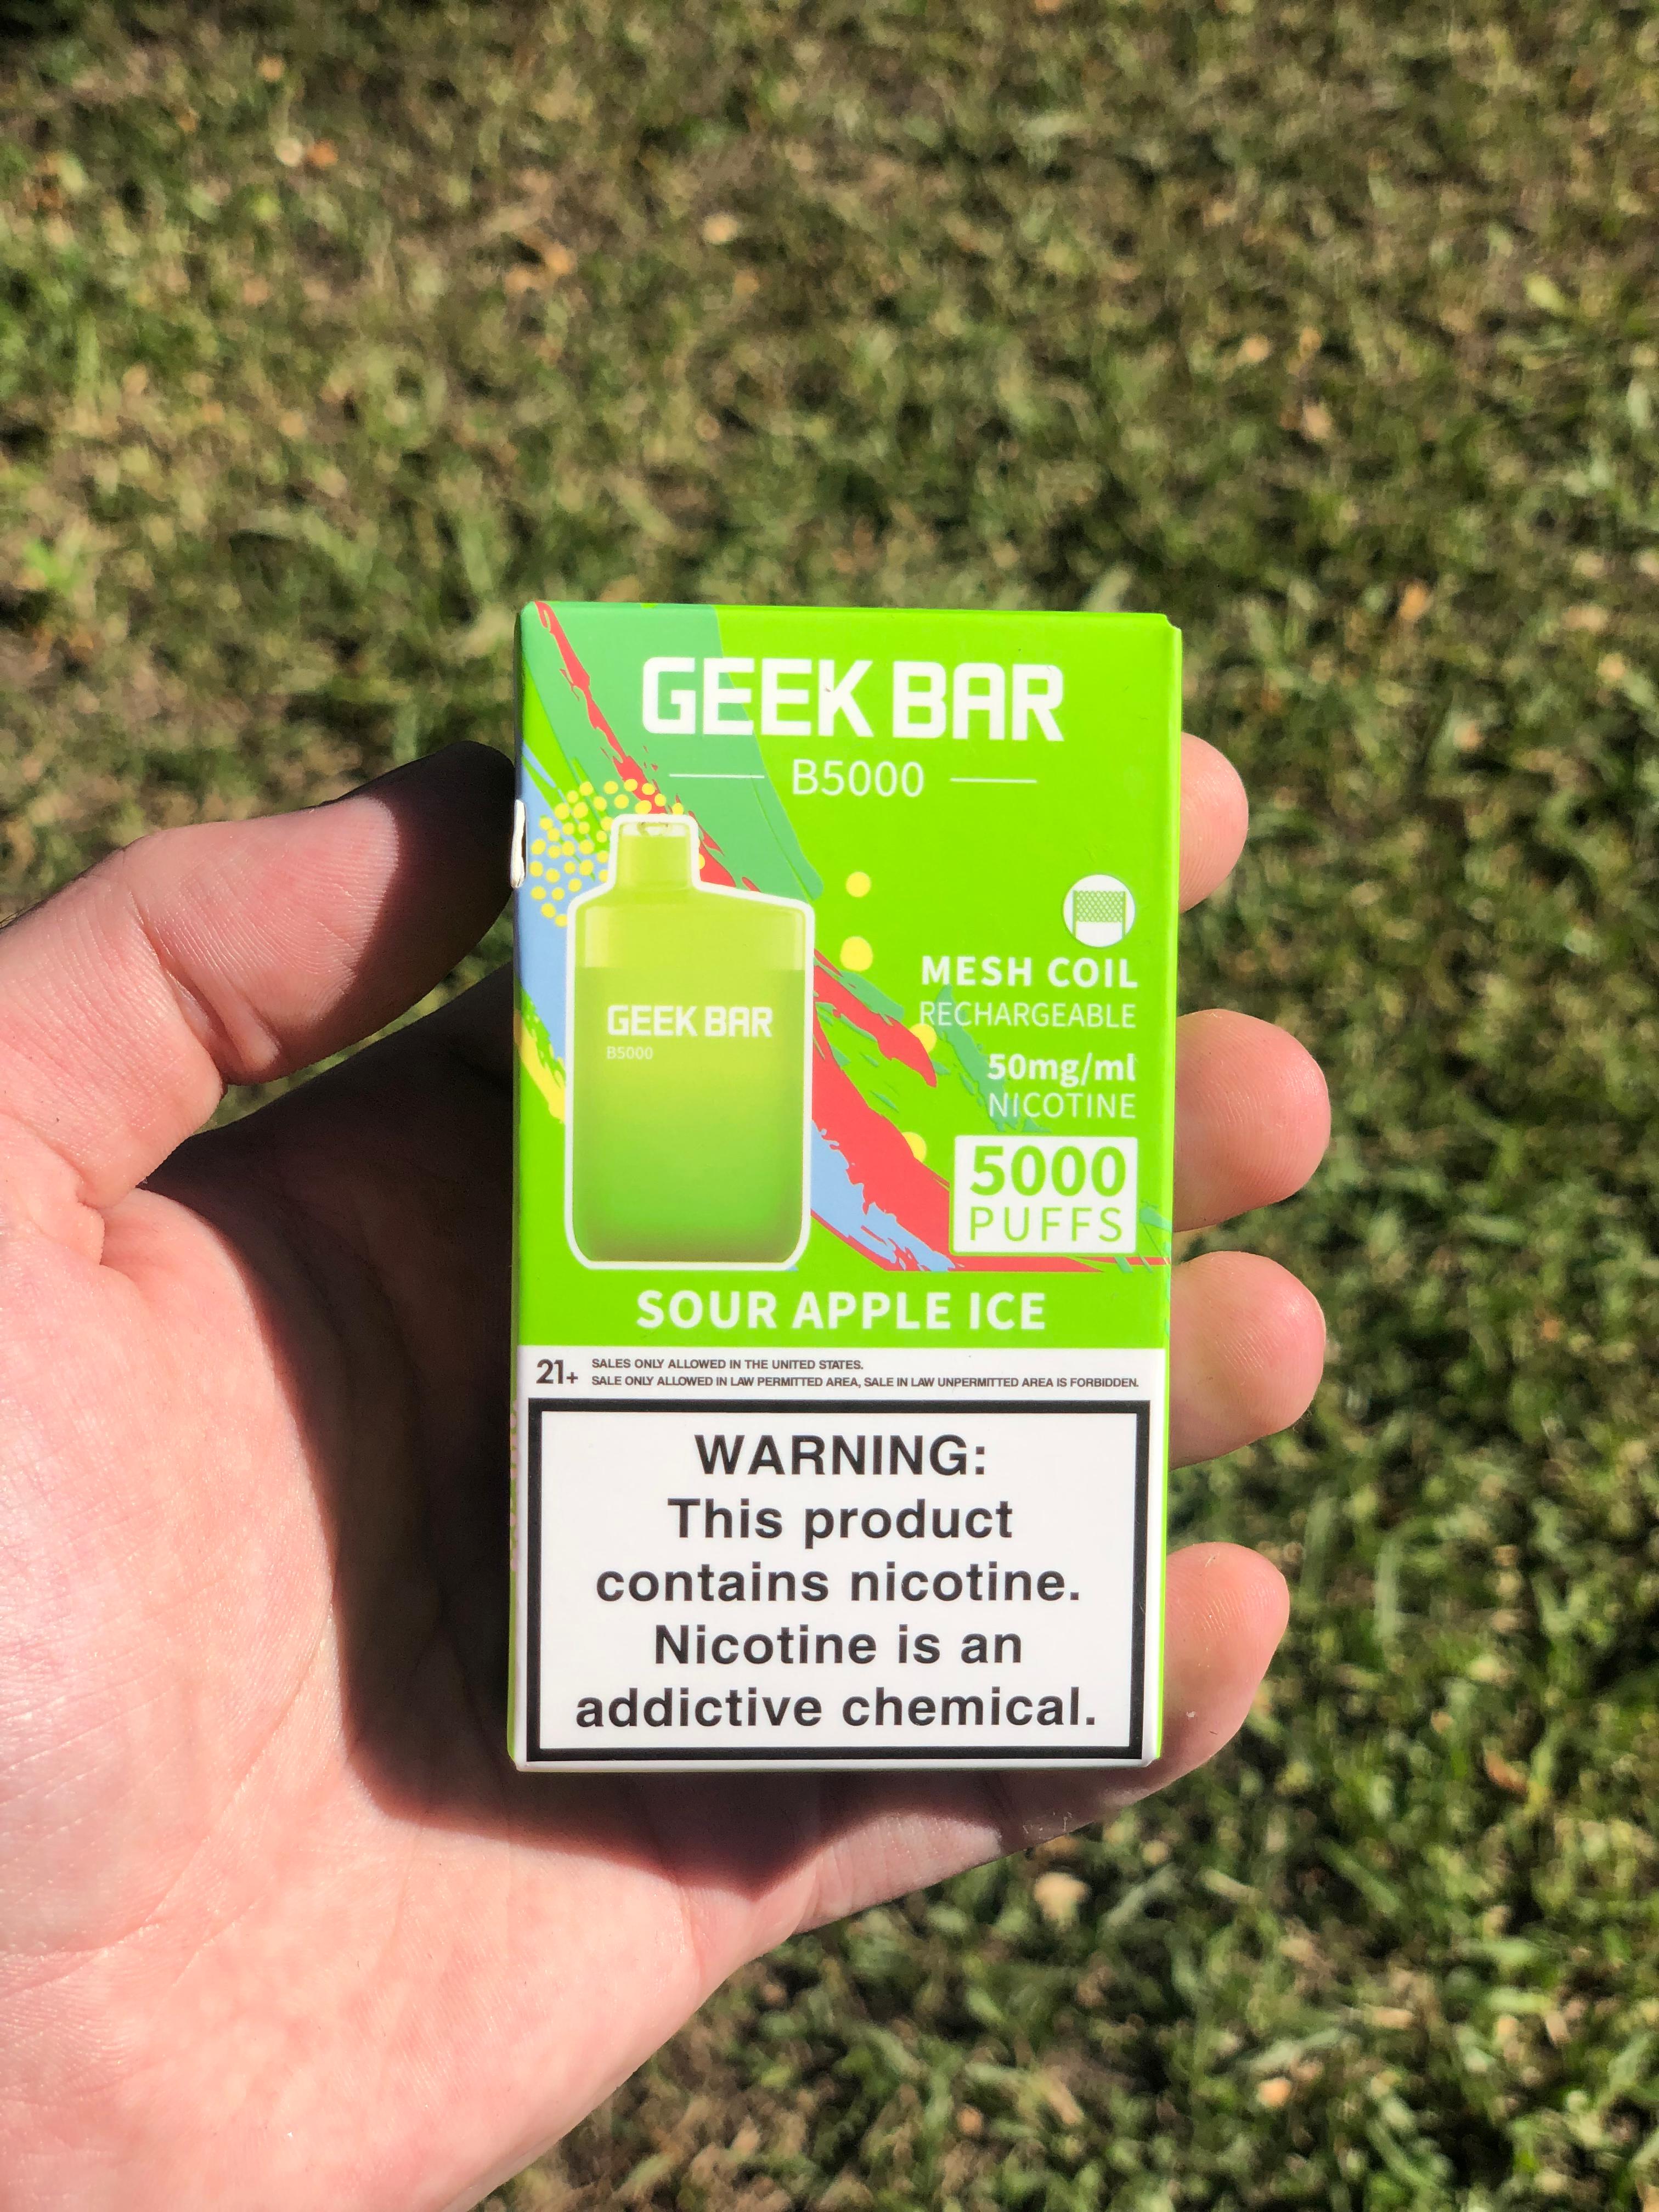 GEEK BAR
B5000
GEEK BAR
B5000
MESH COIL
RECHARGEABLE
50mg/ml
NICOTINE
5000
PUFFS
SOUR APPLE ICE
21+
SALES ONLY ALLOWED IN THE UNITED STATES.
SALE ONLY ALLOWED IN LAW PERMITTED AREA, SALE IN LAW UNPERMITTED AREA IS FORBIDDEN.
WARNING:
This product
contains nicotine.
Nicotine is an
addictive chemical.